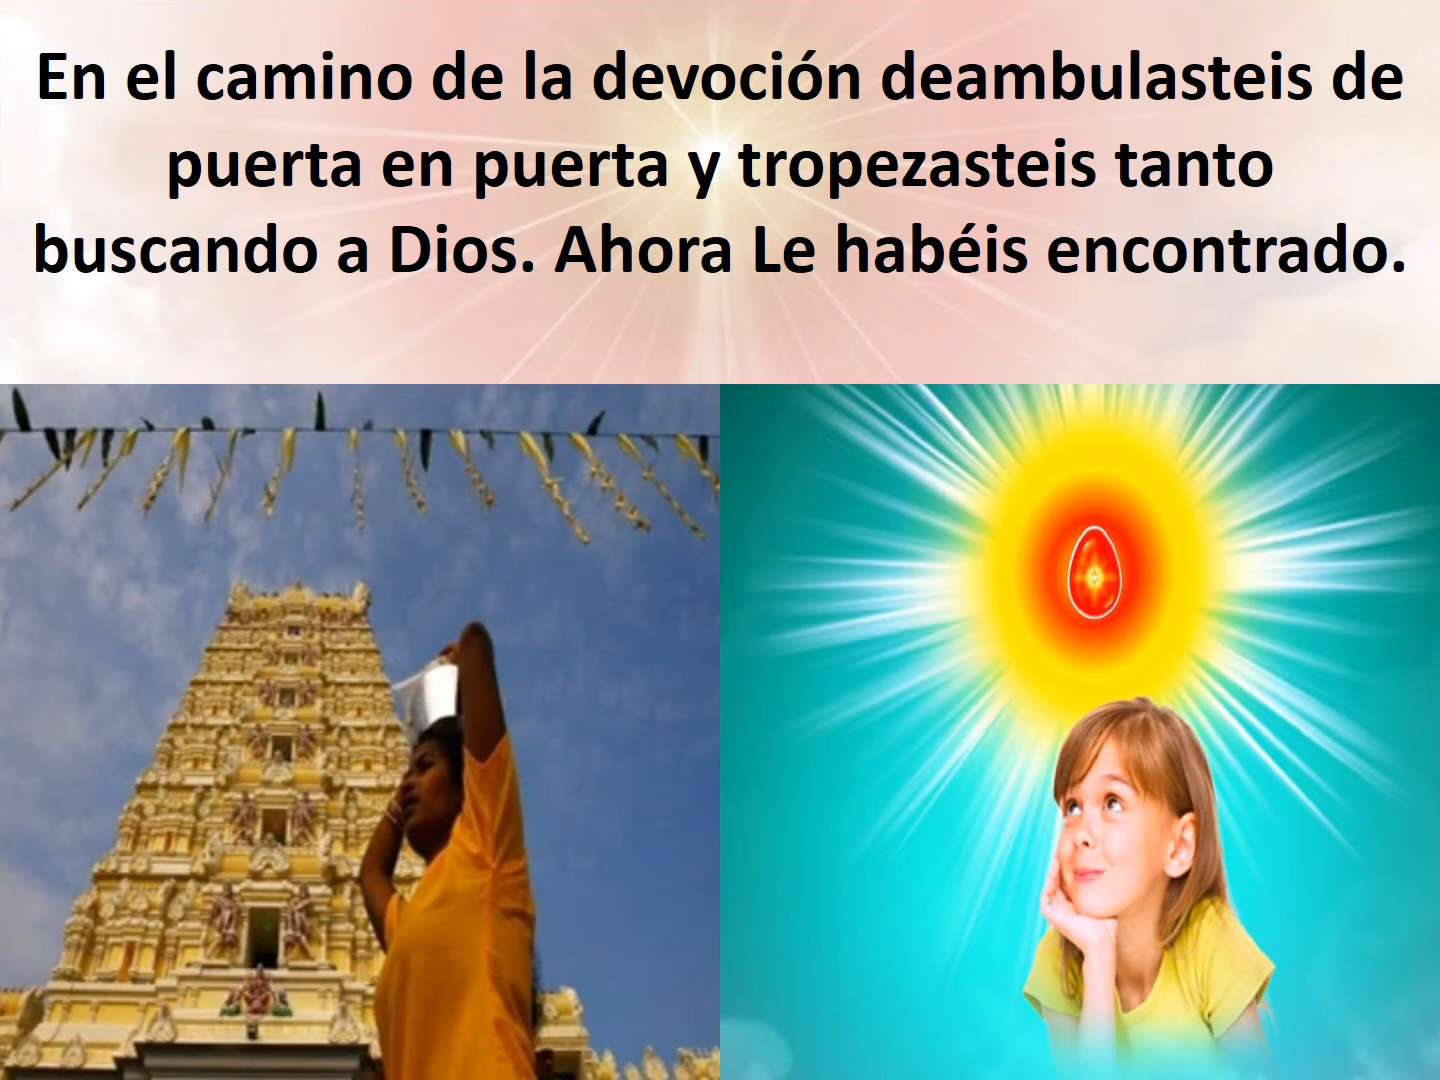 En el camino de la devoción deambulasteis de
puerta en puerta y tropezasteis tanto
buscando a Dios. Ahora Le habéis encontrado.